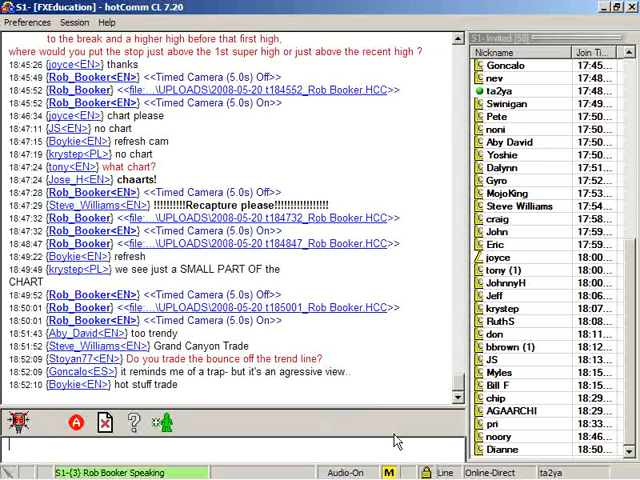 S1- [FXEducation] - hotComm CL 7.20
Preferences Session Help
to the break and a higher high before that first high,
where would you put the stop just above the 1st super high or just above the recent high ?
18:45:26 {joyce<EN>} thanks
18:45:49 {Rob_Booker<EN>} <<Timed Camera (5.0s) Off>>
18:45:52 {Rob_Booker<EN>} <<file:...\UPLOADS\2008-05-20 t184552_Rob Booker.HCC>>
18:45:52 {Rob_Booker<EN>} <<Timed Camera (5.0s) On>>
18:46:34 {joyce<EN>} chart please
18:47:11 {JS<EN>} no chart
18:47:15 {Boykie<EN>} refresh cam
18:47:19 {krystep<PL>} no chart
18:47:24 {tony<EN>} what chart?
18:47:24 {Jose_H<EN>} chaarts!
18:47:28 {Rob_Booker<EN>} <<Timed Camera (5.0s) Off>>
18:47:29 {Steve_Williams<EN>} !!!!!!!!!!Recapture please!!!!!!!!!!!!!!!!!
18:47:32 {Rob_Booker<EN>} <<file:...\UPLOADS\2008-05-20 t184732_Rob Booker.HCC>>
18:47:32 {Rob_Booker<EN>} <<Timed Camera (5.0s) On>>
18:48:47 {Rob_Booker<EN>} <<file:...\UPLOADS\2008-05-20 t184847_Rob Booker.HCC>>
18:49:22 {Boykie<EN>} refresh
18:49:49 {krystep<PL>} we see just a SMALL PART OF the
CHART
18:49:52 {Rob_Booker<EN>} <<Timed Camera (5.0s) Off>>
18:50:01 {Rob_Booker<EN>} <<file:...\UPLOADS\2008-05-20 t185001_Rob Booker.HCC>>
18:50:01 {Rob_Booker<EN>} <<Timed Camera (5.0s) On>>
18:51:43 {Aby_David<EN>} too trendy
18:51:52 {Steve_Williams<EN>} Grand Canyon Trade
18:52:09 {Stoyan77<EN>} Do you trade the bounce off the trend line?
18:52:09 {Goncalo<ES>} it reminds me of a trap- but it's an agressive view..
18:52:10 {Boykie<EN>} hot stuff trade
S1- Invited (58)
Nickname Join Ti...
Goncalo 17:45...
nev 17:48...
ta2ya 17:48...
Swinigan 17:48...
Pete 17:50...
noni 17:50...
Aby David 17:50...
Yoshie 17:50...
Dalynn 17:51...
Gyro 17:52...
MojoKing 17:53...
Steve Williams 17:54...
craig 17:58...
John 17:59...
Eric 17:59...
joyce 18:00...
tony (1) 18:00...
JohnnyH 18:00...
Jeff 18:06...
krystep 18:08...
RuthS 18:08...
don 18:11...
bbrown (1) 18:12...
JS 18:13...
Myles 18:15...
Bill F 18:24...
chip 18:29...
AGAARCHI 18:29...
pri 18:43...
noory 18:46...
Dianne 18:50...
S1-{3} Rob Booker Speaking
Audio-On M Line Online-Direct ta2ya